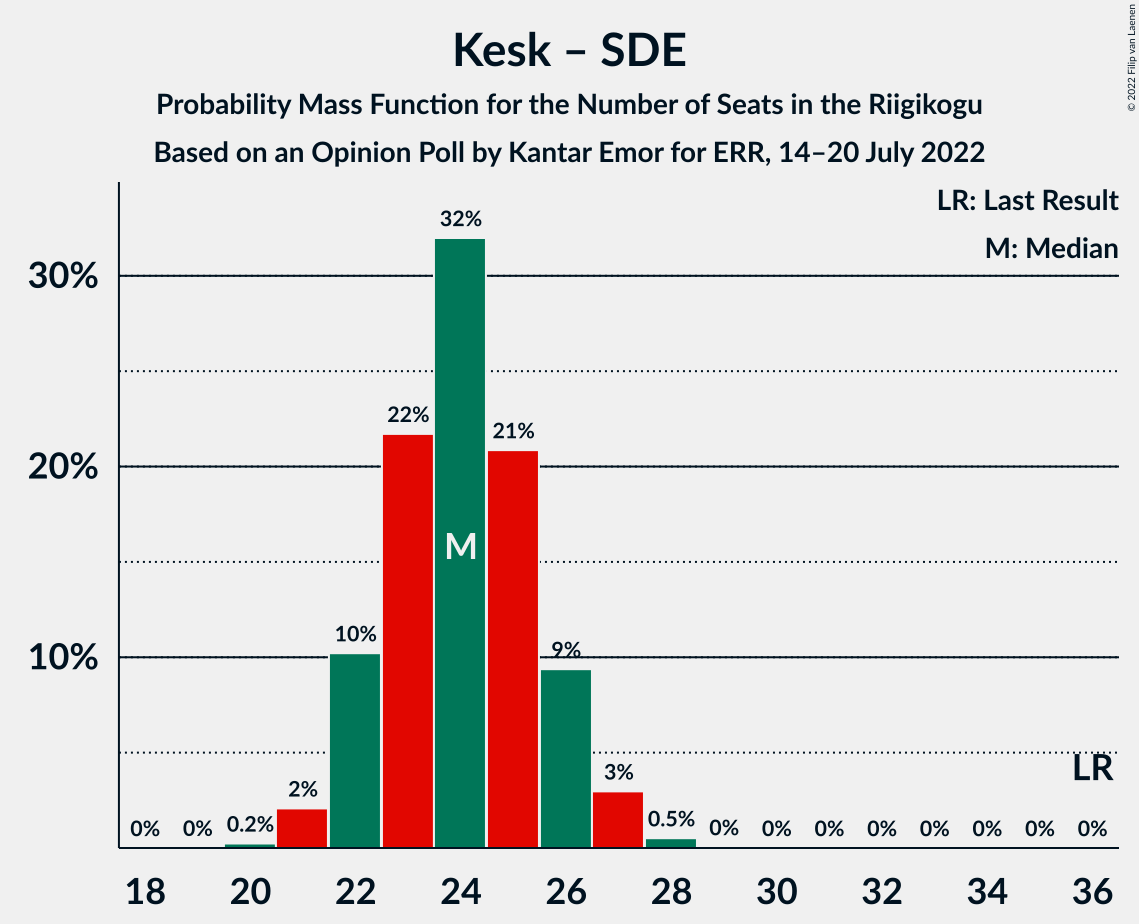 Kesk – SDE
Probability Mass Function for the Number of Seats in the Riigikogu
Based on an Opinion Poll by Kantar Emor for ERR, 14–20 July 2022
© 2022 Filip van Laenen
LR: Last Result
M: Median
30%
20%
10%
0%
0%
0.2%
2%
10%
22%
32%
21%
9%
3%
0.5%
0%
0%
0%
0%
0%
0%
0%
0%
M
LR
18 20 22 24 26 28 30 32 34 36